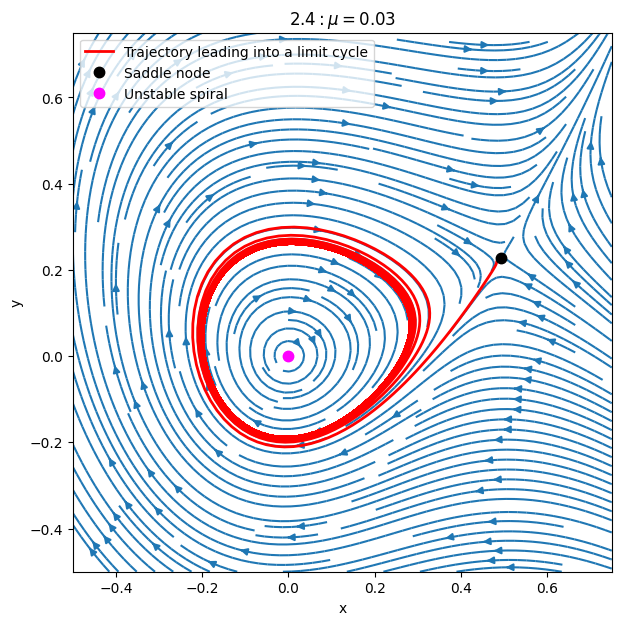 2.4 : μ = 0.03
Trajectory leading into a limit cycle
Saddle node
Unstable spiral
0.6
0.4
0.2
0.0
−0.2
−0.4
y
−0.4 −0.2 0.0 0.2 0.4 0.6
x